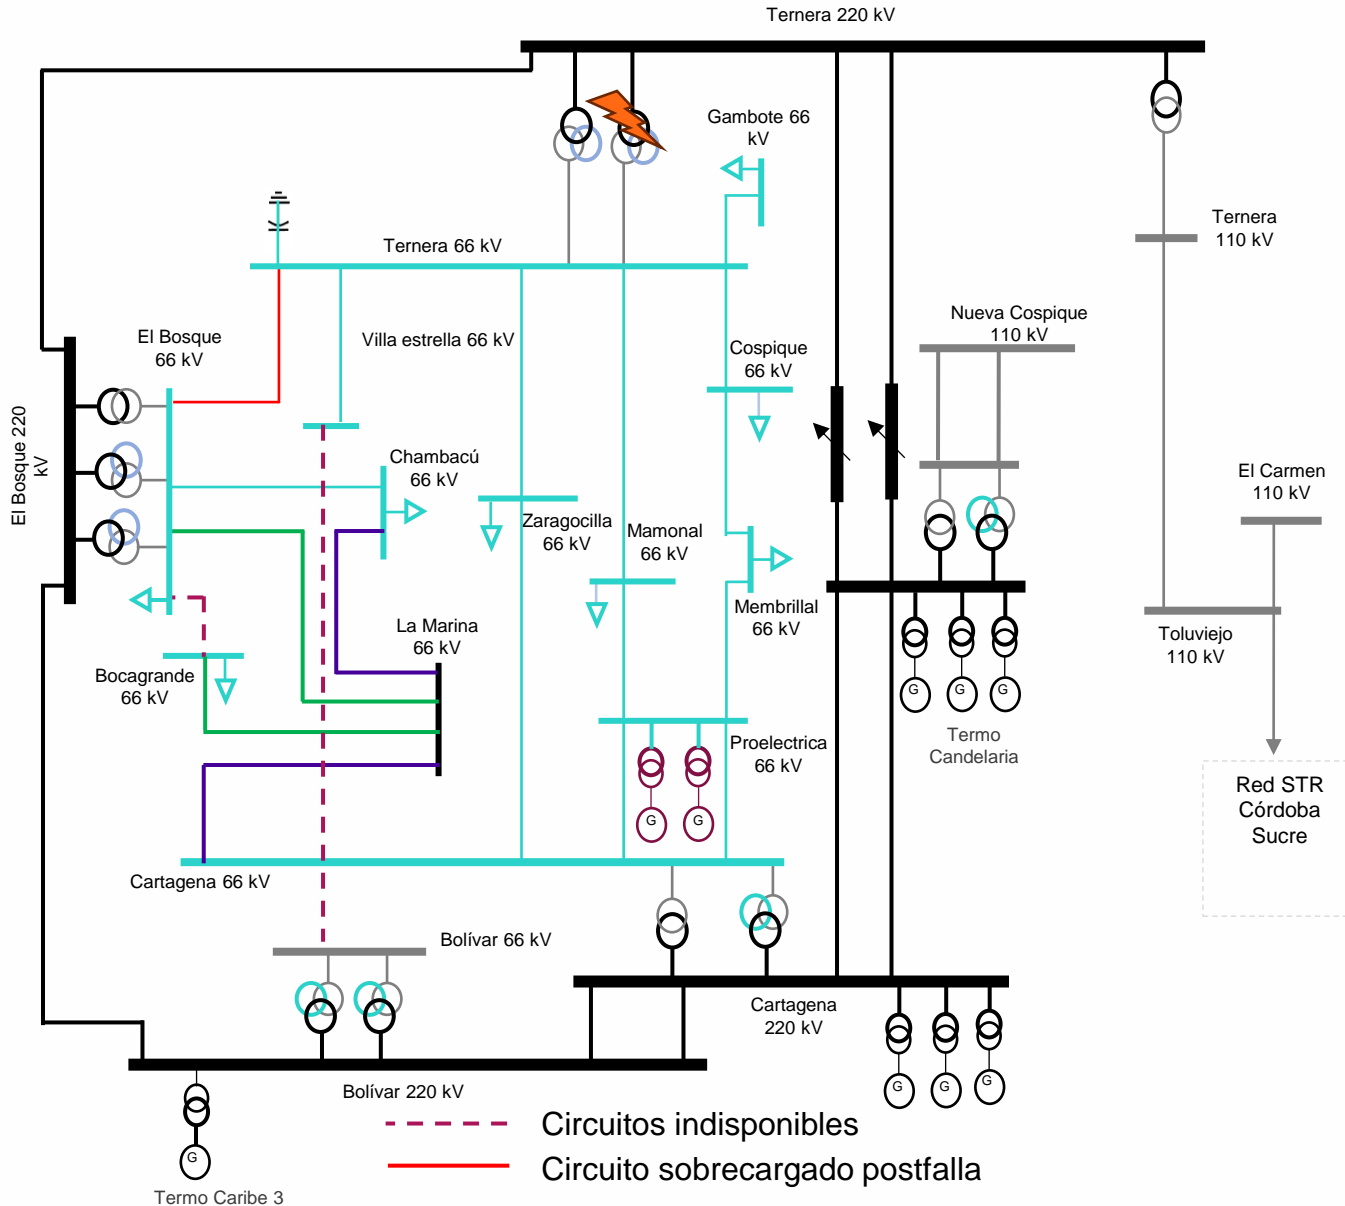 Ternera 220 kV
Gambote 66
kV
Ternera
110 kV
Ternera 66 kV
El Bosque
66 kV
Villa estrella 66 kV
Nueva Cospique
110 kV
Cospique
66 kV
El Bosque 220
kV
Chambacú
66 kV
El Carmen
110 kV
Zaragocilla
66 kV
Mamonal
66 kV
Membrillal
66 kV
La Marina
66 kV
Toluviejo
110 kV
Bocagrande
66 kV
G
G
G
Termo
Candelaria
Proelectrica
66 kV
G
G
Red STR
Córdoba
Sucre
Cartagena 66 kV
Bolívar 66 kV
Cartagena
220 kV
G
G
G
Bolívar 220 kV
Circuitos indisponibles
G
Circuito sobrecargado postfalla
Termo Caribe 3